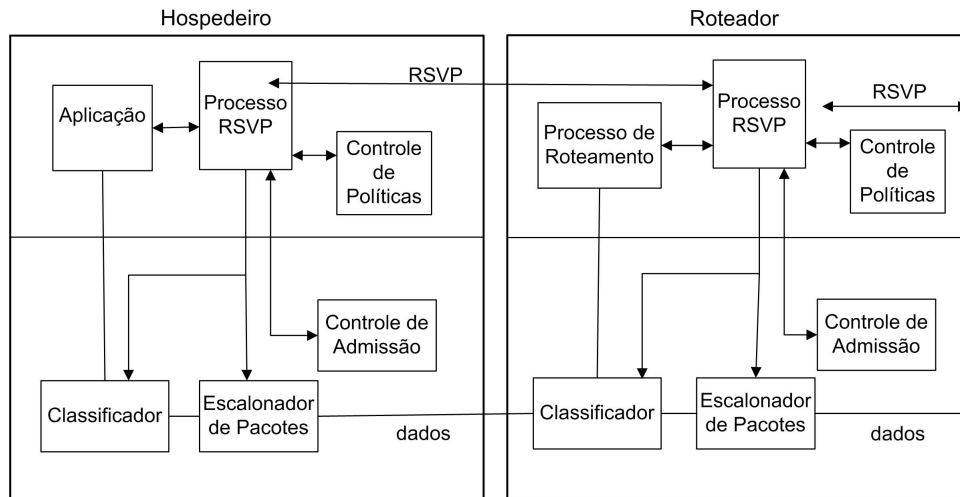 Hospedeiro
Aplicação
Processo
RSVP
Controle
de
Políticas
Controle de
Admissão
Classificador
Escalonador
de Pacotes
RSVP
dados
Roteador
Processo de
Roteamento
Processo
RSVP
RSVP
Controle
de
Políticas
Controle de
Admissão
Classificador
Escalonador
de Pacotes
dados